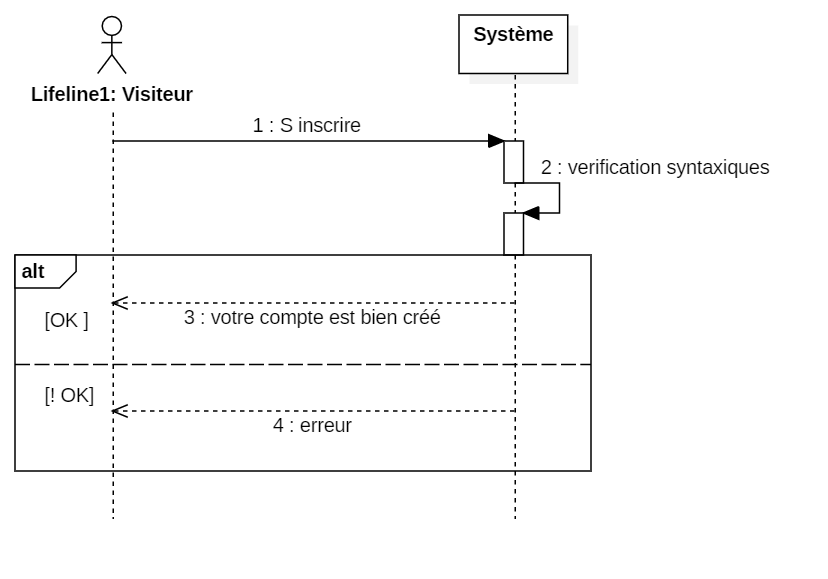 Système
Lifeline1: Visiteur
1 : S inscrire
2 : verification syntaxiques
alt
3 : votre compte est bien créé
[OK ]
[! OK]
4 : erreur